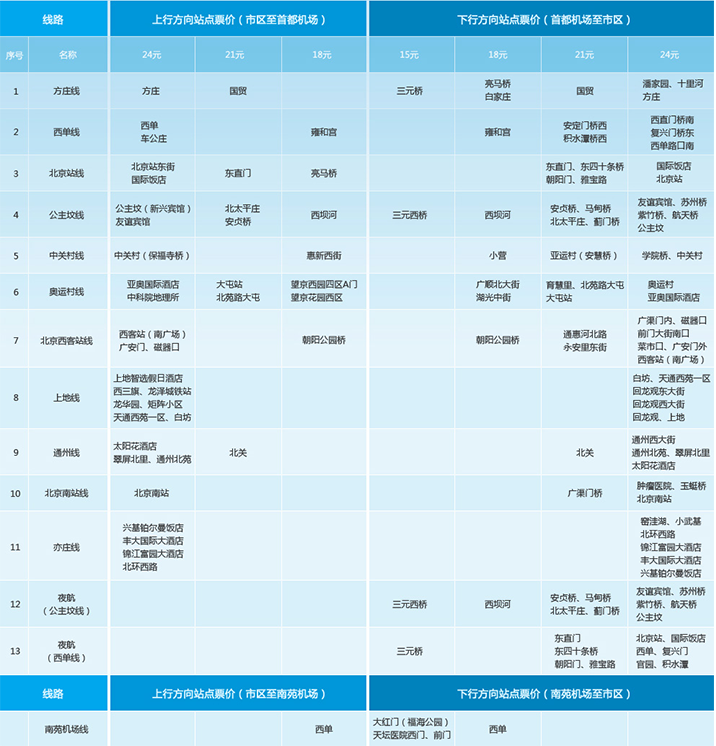 线路 上行方向站点票价（市区至首都机场） 下行方向站点票价（首都机场至市区）
序号 名称 24元 21元 18元 15元 18元 21元 24元
1 方庄线 方庄 国贸 三元桥 亮马桥 白家庄 国贸 潘家园、十里河 方庄
2 西单线 西单 车公庄 雍和宫 雍和宫 安定门桥西 积水潭桥西 西直门桥南 复兴门桥东 西单路口南
3 北京站线 北京站东街 国际饭店 东直门 亮马桥 东直门、东四十条桥 朝阳门、雅宝路 国际饭店 北京站
4 公主坟线 公主坟（新兴宾馆） 友谊宾馆 北太平庄 安贞桥 西坝河 三元西桥 西坝河 安贞桥、马甸桥 北太平庄、蓟门桥 友谊宾馆、苏州桥 紫竹桥、航天桥 公主坟
5 中关村线 中关村（保福寺桥） 惠新西街 小营 亚运村（安慧桥） 学院桥、中关村
6 奥运村线 亚奥国际酒店 中科院地理所 大屯站 北苑路大屯 望京西园四区A门 望京花园西区 广顺北大街 湖光中街 育慧里、北苑路大屯 大屯站 奥运村 亚奥国际酒店
7 北京西客站线 西客站（南广场） 广安门、磁器口 朝阳公园桥 朝阳公园桥 通惠河北路 永安里东街 广渠门内、磁器口 前门大街南口 菜市口、广安门外 西客站（南广场）
8 上地线 上地智选假日酒店 西三旗、龙泽城铁站 龙华园、矩阵小区 天通西苑一区、白坊 白坊、天通西苑一区 回龙观东大街 回龙观西大街 回龙观、上地
9 通州线 太阳花酒店 翠屏北里、通州北苑 北关 北关 通州西大街 通州北苑、翠屏北里 太阳花酒店
10 北京南站线 北京南站 广渠门桥 肿瘤医院、玉蜓桥 北京南站
11 亦庄线 兴基铂尔曼饭店 丰大国际大酒店 锦江富园大酒店 北环西路 窑洼湖、小武基 北环西路 锦江富园大酒店 丰大国际大酒店 兴基铂尔曼饭店
12 夜航（公主坟线） 三元西桥 西坝河 安贞桥、马甸桥 北太平庄、蓟门桥 友谊宾馆、苏州桥 紫竹桥、航天桥 公主坟
13 夜航（西单线） 三元桥 东直门 东四十条桥 朝阳门、雅宝路 北京站、国际饭店 西单、复兴门 官园、积水潭
线路 上行方向站点票价（市区至南苑机场） 下行方向站点票价（南苑机场至市区）
南苑机场线 西单 大红门（福海公园） 天坛医院西门、前门 西单